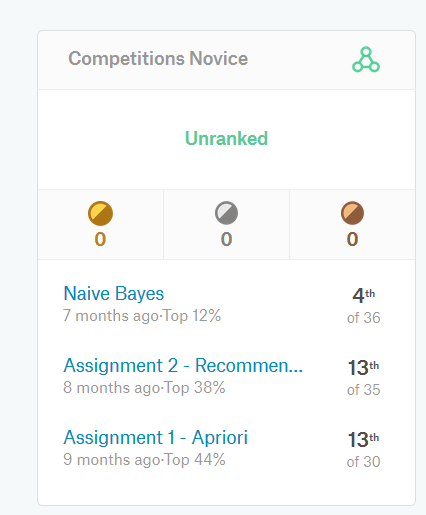 Competitions Novice
Unranked
0 0 0
Naive Bayes 4th
7 months ago·Top 12% of 36
Assignment 2 - Recommen... 13th
8 months ago·Top 38% of 35
Assignment 1 - Apriori 13th
9 months ago·Top 44% of 30